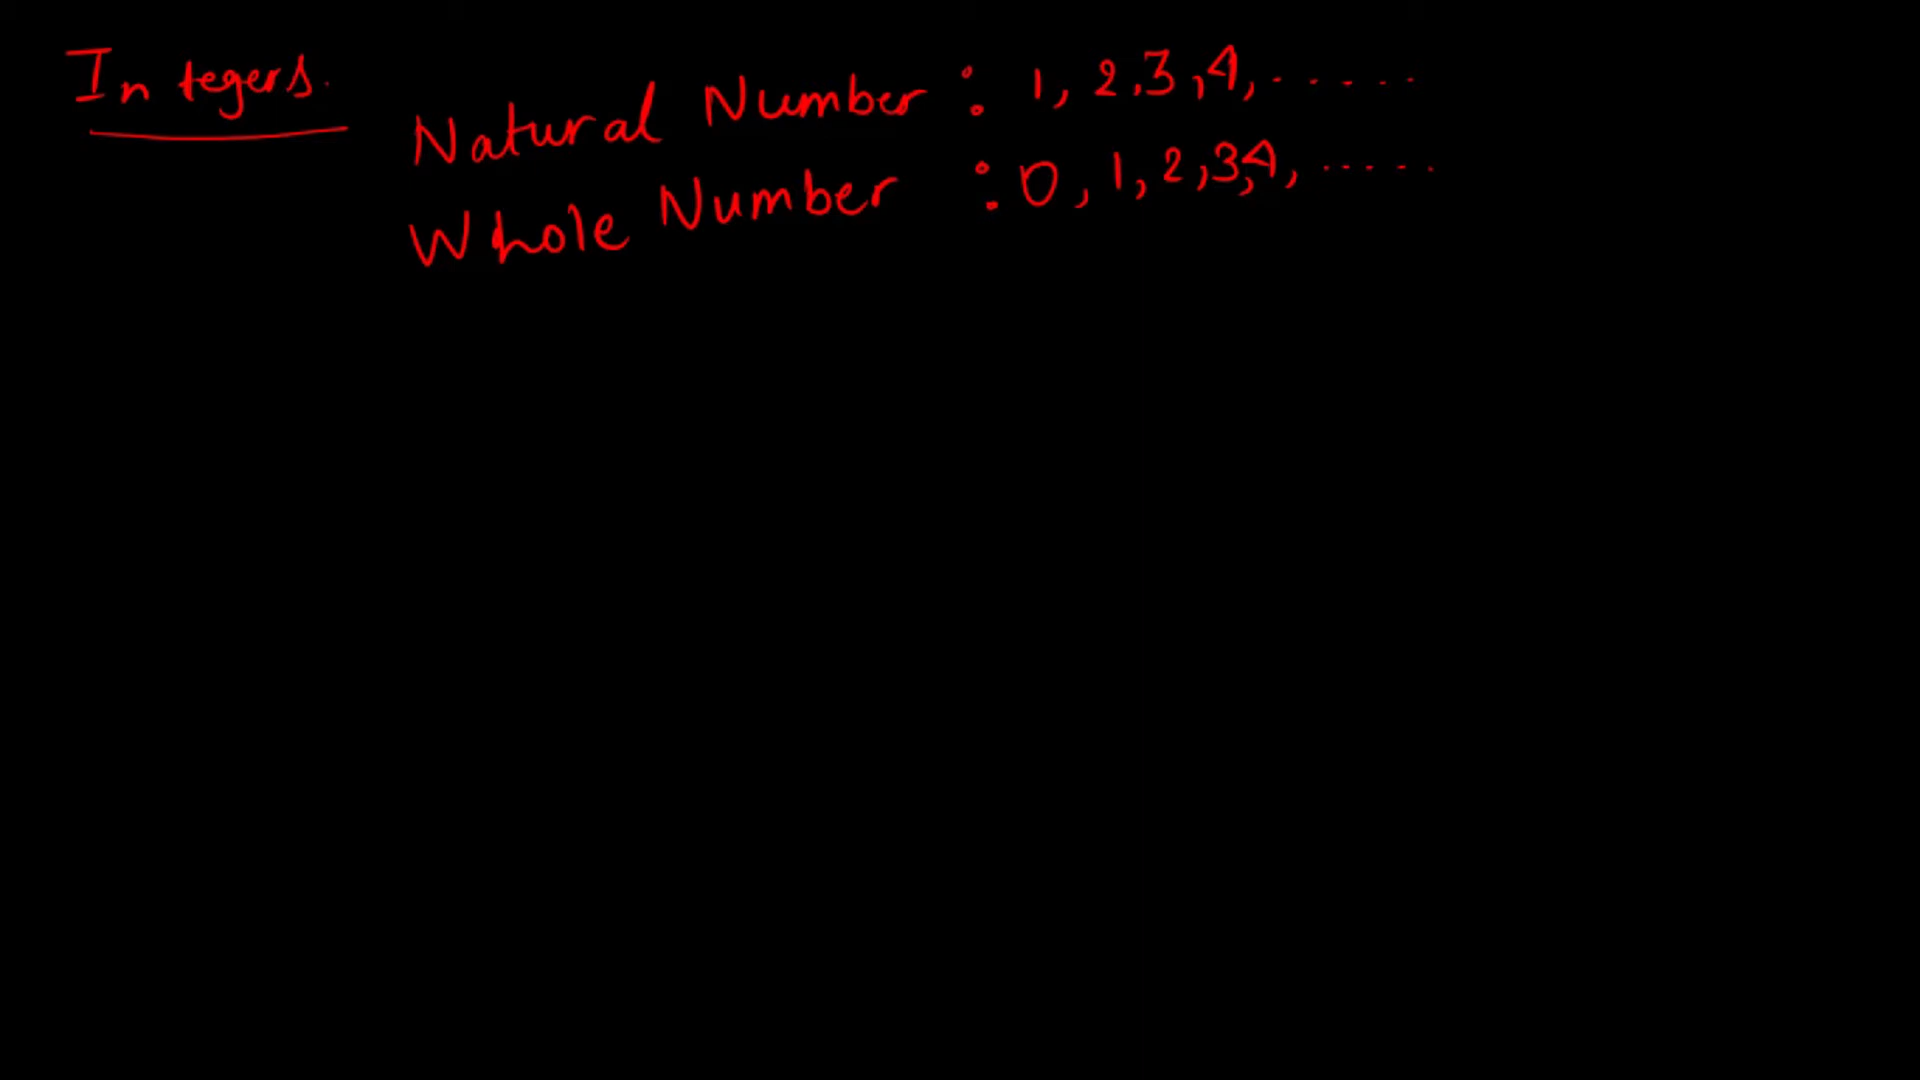 Integers.
Natural Number : 1, 2, 3, 4, .....
Whole Number : 0, 1, 2, 3, 4, .....